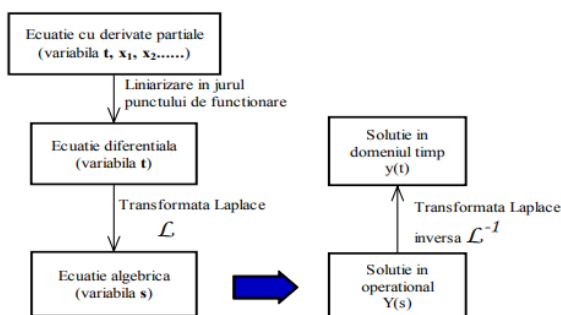 Ecuatie cu derivate partiale
(variabila t, x₁, x₂......)
Liniarizare in jurul
punctului de functionare
Ecuatie diferentiala
(variabila t)
Transformata Laplace
ℒ
Ecuatie algebrica
(variabila s)
Solutie in
domeniul timp
y(t)
Transformata Laplace
inversa ℒ⁻¹
Solutie in
operational
Y(s)